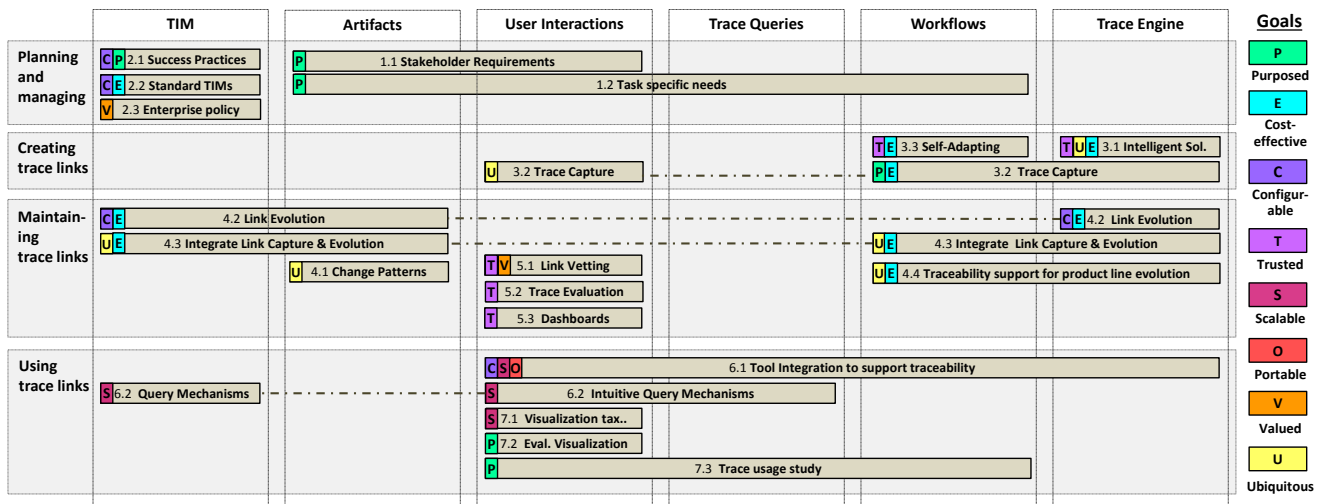 TIM Artifacts User Interactions Trace Queries Workflows Trace Engine Goals
Planning
and
managing
C P 2.1 Success Practices
C E 2.2 Standard TIMs
V 2.3 Enterprise policy
P 1.1 Stakeholder Requirements
P 1.2 Task specific needs
Creating
trace links
T E 3.3 Self-Adapting
T U E 3.1 Intelligent Sol.
U 3.2 Trace Capture
P E 3.2 Trace Capture
Maintain-
ing
trace links
C E 4.2 Link Evolution
C E 4.2 Link Evolution
U E 4.3 Integrate Link Capture & Evolution
U E 4.3 Integrate Link Capture & Evolution
U 4.1 Change Patterns
T V 5.1 Link Vetting
U E 4.4 Traceability support for product line evolution
T 5.2 Trace Evaluation
T 5.3 Dashboards
Using
trace links
C S O 6.1 Tool Integration to support traceability
S 6.2 Query Mechanisms
S 6.2 Intuitive Query Mechanisms
S 7.1 Visualization tax..
P 7.2 Eval. Visualization
P 7.3 Trace usage study
P
Purposed
E
Cost-
effective
C
Configur-
able
T
Trusted
S
Scalable
O
Portable
V
Valued
U
Ubiquitous